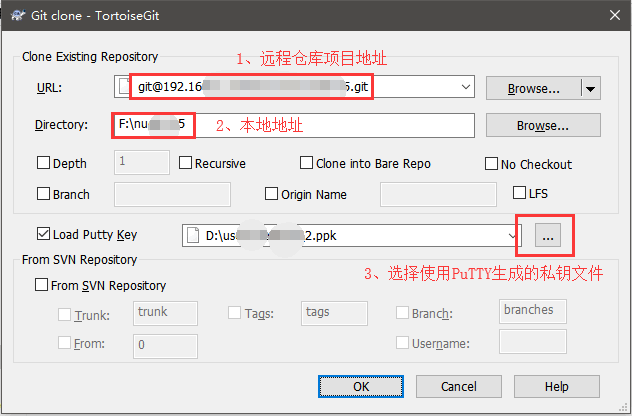 Git clone - TortoiseGit
Clone Existing Repository
1、远程仓库项目地址
URL: git@192.16 5.git Browse...
Directory: F:\nu 5 2、本地地址 Browse...
Depth 1 Recursive Clone into Bare Repo No Checkout
Branch Origin Name LFS
Load Putty Key D:\us 2.ppk ...
From SVN Repository 3、选择使用PuTTY生成的私钥文件
From SVN Repository
Trunk: trunk Tags: tags Branch: branches
From: 0 Username:
OK Cancel Help